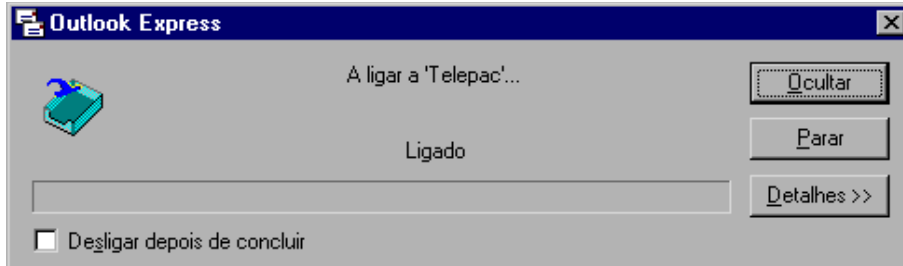 Outlook Express
A ligar a 'Telepac'...
Ocultar
Parar
Ligado
Detalhes >>
Desligar depois de concluir